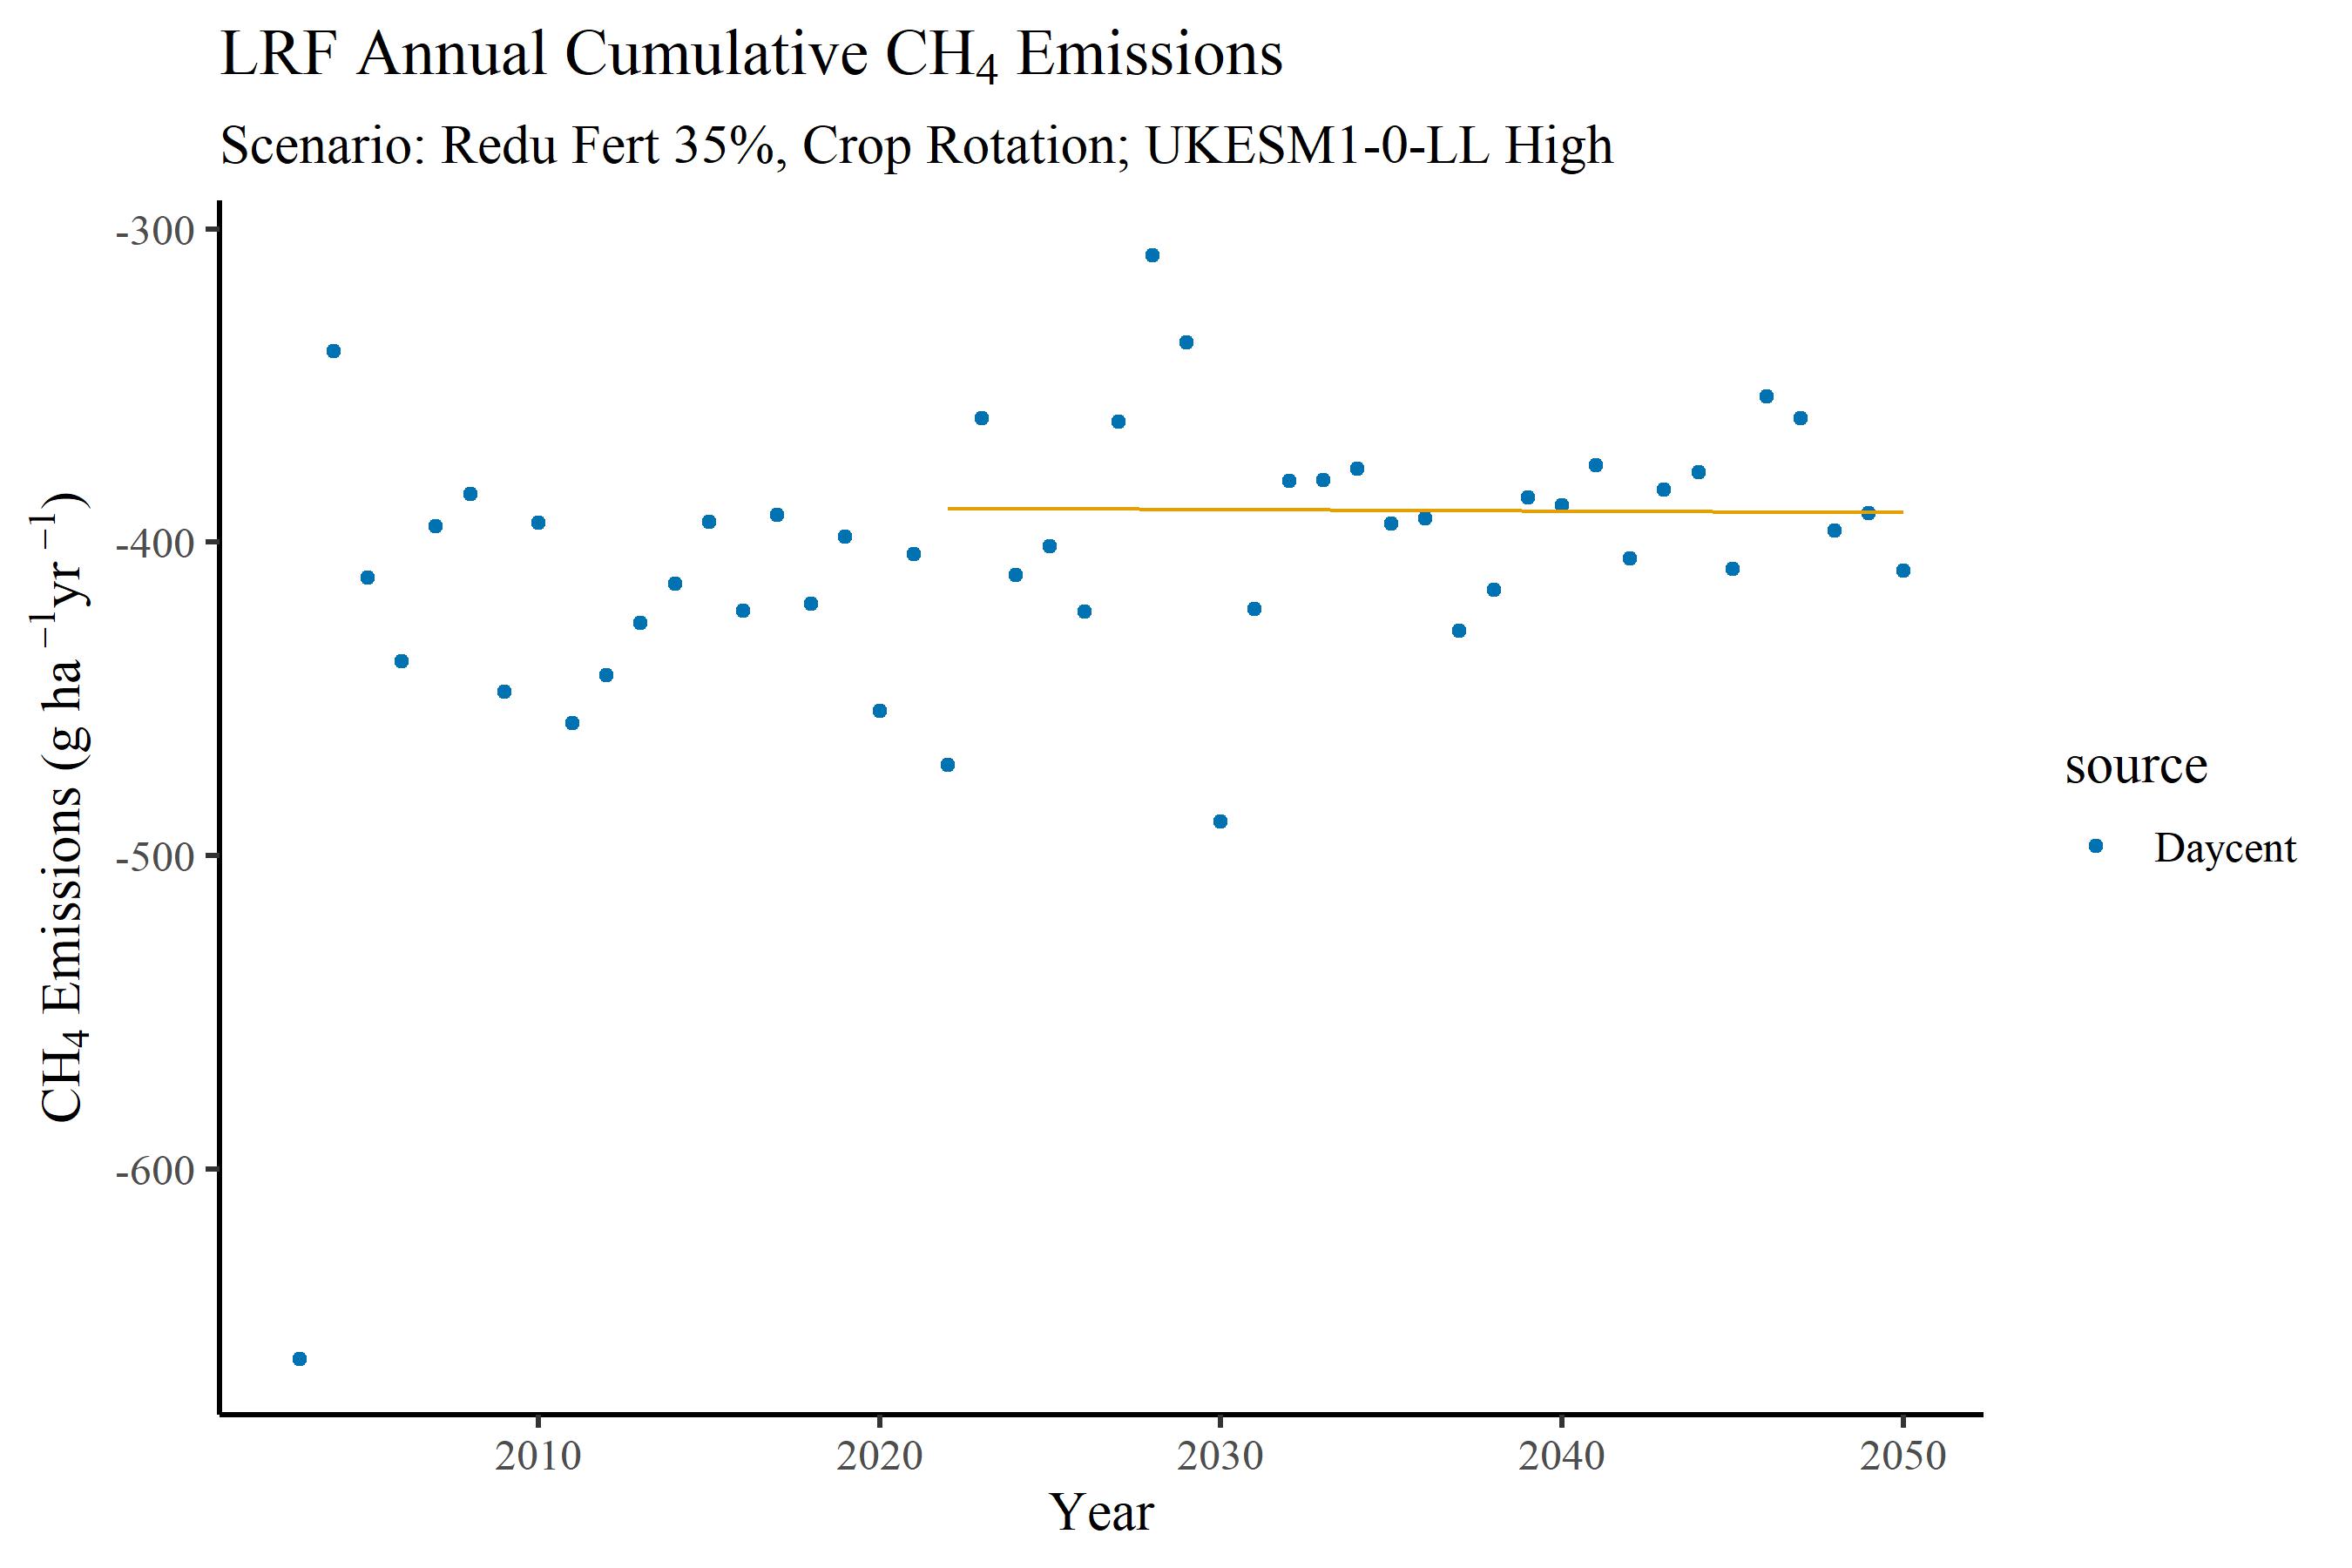 LRF Annual Cumulative CH₄ Emissions
Scenario: Redu Fert 35%, Crop Rotation; UKESM1-0-LL High
CH₄ Emissions (g ha ⁻¹yr ⁻¹)
-300
-400
-500
-600
2010
2020
2030
2040
2050
Year
source
Daycent